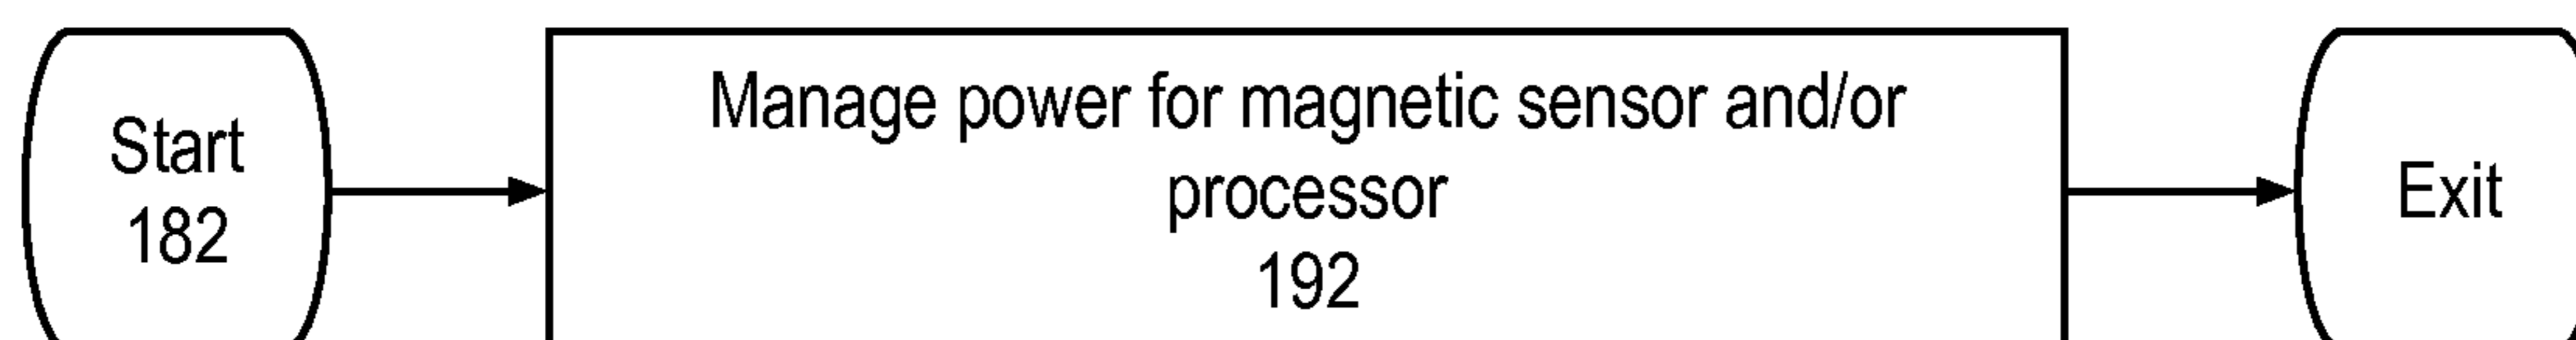 Start
182
Manage power for magnetic sensor and/or
processor
192
Exit